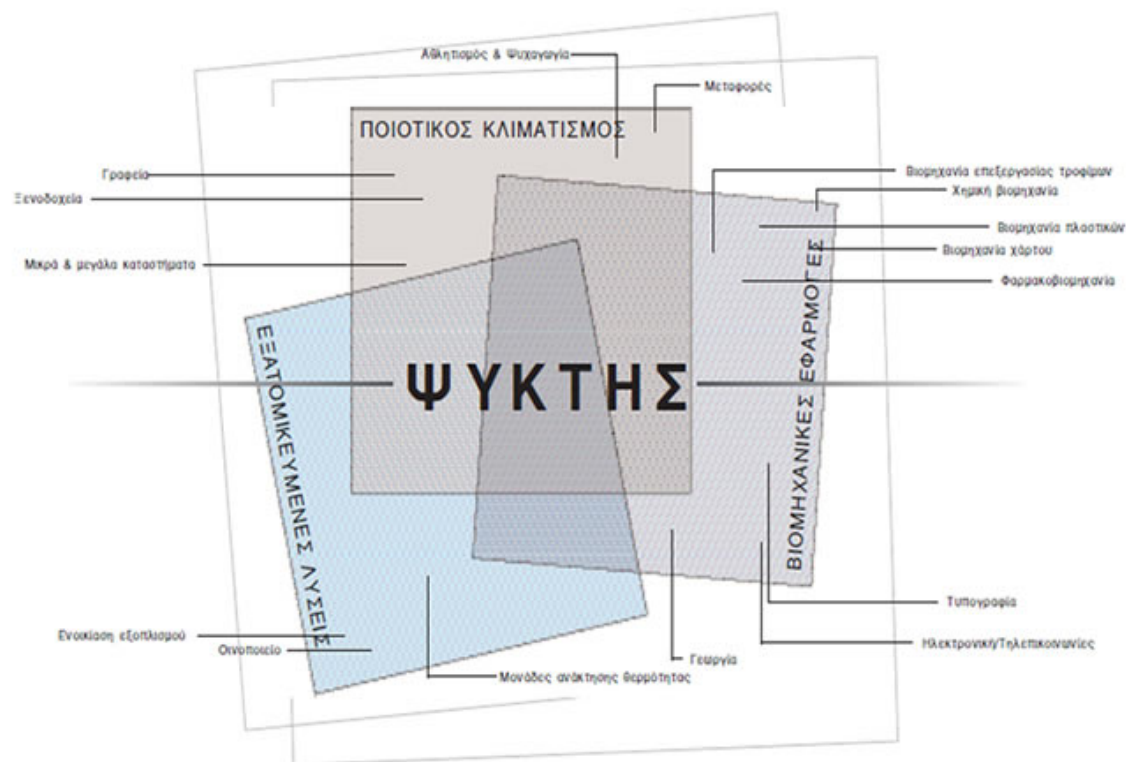 Αθλητισμός & Ψυχαγωγία
Μεταφορές
ΠΟΙΟΤΙΚΟΣ ΚΛΙΜΑΤΙΣΜΟΣ
Γραφεία
Ξενοδοχεία
Μικρά & μεγάλα καταστήματα
Βιομηχανία επεξεργασίας τροφίμων
Χημική βιομηχανία
Βιομηχανία πλαστικών
Βιομηχανία χάρτου
Φαρμακοβιομηχανία
ΒΙΟΜΗΧΑΝΙΚΕΣ ΕΦΑΡΜΟΓΕΣ
ΨΥΚΤΗΣ
ΕΞΑΤΟΜΙΚΕΥΜΕΝΕΣ ΛΥΣΕΙΣ
Ενοικίαση εξοπλισμού
Οινοποιείο
Μονάδες ανάκτησης θερμότητας
Γεωργία
Τυπογραφία
Ηλεκτρονική/Τηλεπικοινωνίες